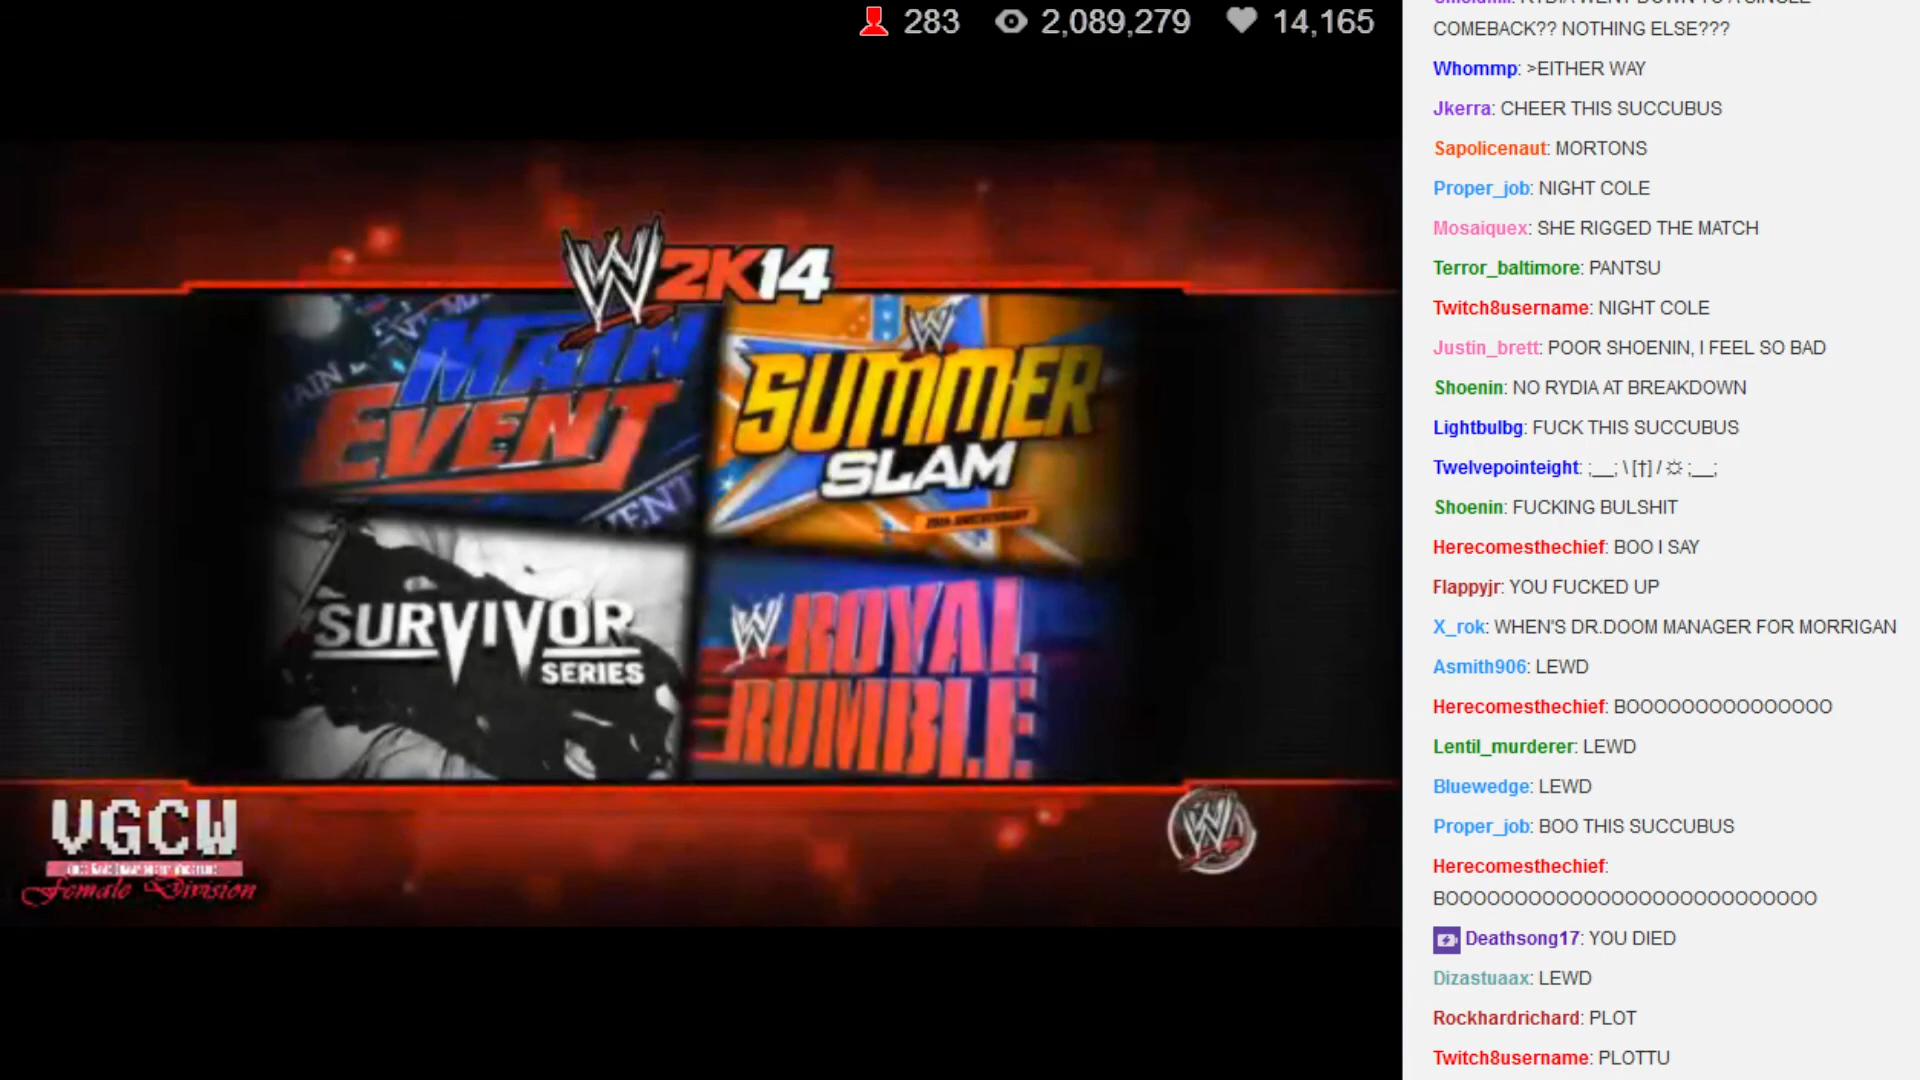 283 2,089,279 14,165
W 2K14
MAIN
EVENT
W
SUMMER
SLAM
SURVIVOR
SERIES
W ROYAL
RUMBLE
VGCW
Female Division
W
COMEBACK?? NOTHING ELSE???
Whommp: >EITHER WAY
Jkerra: CHEER THIS SUCCUBUS
Sapolicenaut: MORTONS
Proper_job: NIGHT COLE
Mosaiquex: SHE RIGGED THE MATCH
Terror_baltimore: PANTSU
Twitch8username: NIGHT COLE
Justin_brett: POOR SHOENIN, I FEEL SO BAD
Shoenin: NO RYDIA AT BREAKDOWN
Lightbulbg: FUCK THIS SUCCUBUS
Twelvepointeight: ;__; \ [†] / ☼ ;__;
Shoenin: FUCKING BULSHIT
Herecomesthechief: BOO I SAY
Flappyjr: YOU FUCKED UP
X_rok: WHEN'S DR.DOOM MANAGER FOR MORRIGAN
Asmith906: LEWD
Herecomesthechief: BOOOOOOOOOOOOOOO
Lentil_murderer: LEWD
Bluewedge: LEWD
Proper_job: BOO THIS SUCCUBUS
Herecomesthechief:
BOOOOOOOOOOOOOOOOOOOOOOOOOOO
Deathsong17: YOU DIED
Dizastuaax: LEWD
Rockhardrichard: PLOT
Twitch8username: PLOTTU